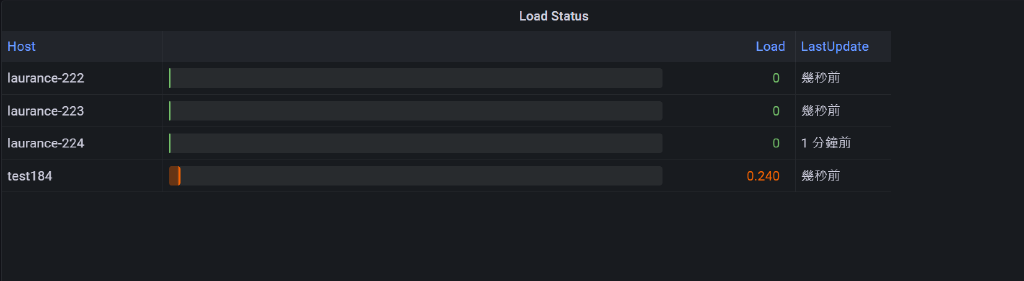 Load Status
Host Load LastUpdate
laurance-222 0 幾秒前
laurance-223 0 幾秒前
laurance-224 0 1 分鐘前
test184 0.240 幾秒前